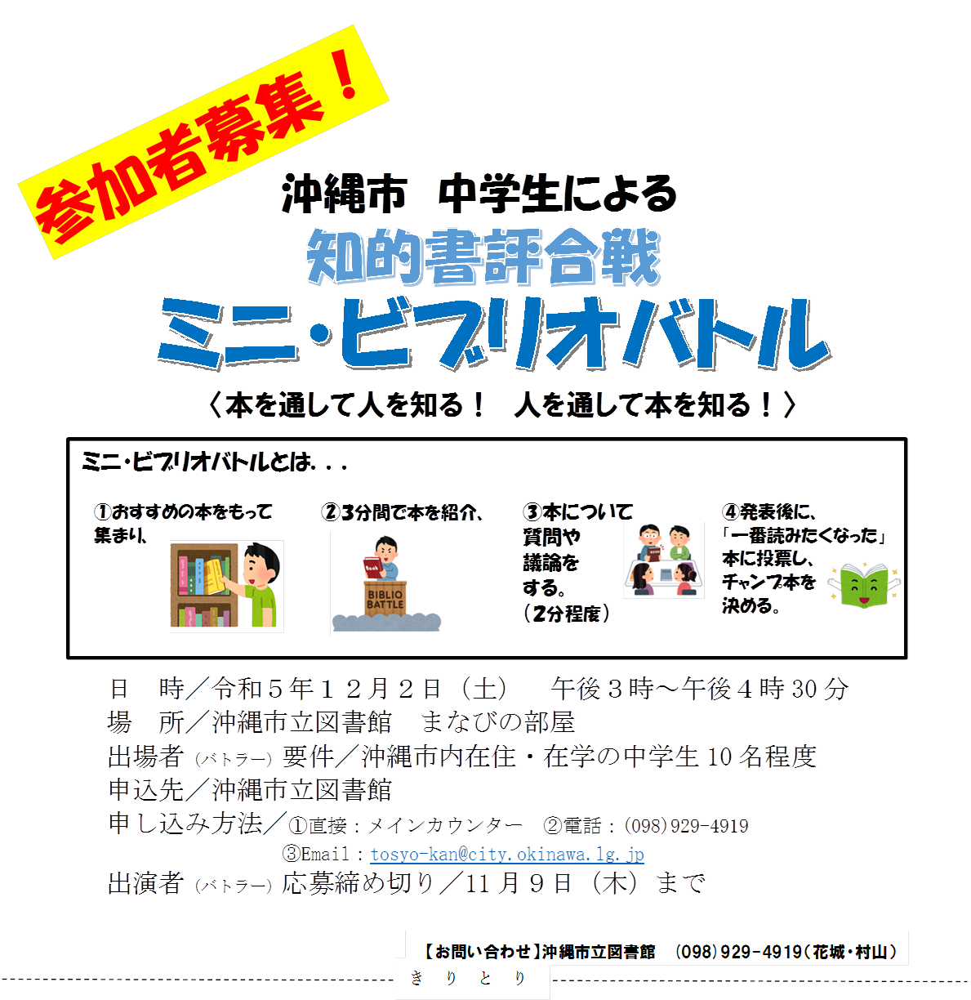 参加者募集！
沖縄市　中学生による
知的書評合戦
ミニ・ビブリオバトル
〈本を通して人を知る！　人を通して本を知る！〉
ミニ・ビブリオバトルとは．．．
①おすすめの本をもって
集まり、
②３分間で本を紹介、
BIBLIO
BATTLE
Book
③本について
質問や
議論を
する。
（２分程度）
BOOK
④発表後に、
「一番読みたくなった」
本に投票し、
チャンプ本を
決める。
日　時／令和５年１２月２日（土）　午後３時～午後４時30分
場　所／沖縄市立図書館　まなびの部屋
出場者（バトラー）要件／沖縄市内在住・在学の中学生10名程度
申込先／沖縄市立図書館
申し込み方法／①直接：メインカウンター　②電話：(098)929-4919
③Email：tosyo-kan@city.okinawa.lg.jp
出演者（バトラー）応募締め切り／11月９日（木）まで
【お問い合わせ】沖縄市立図書館　(098)929-4919（花城・村山）
きりとり